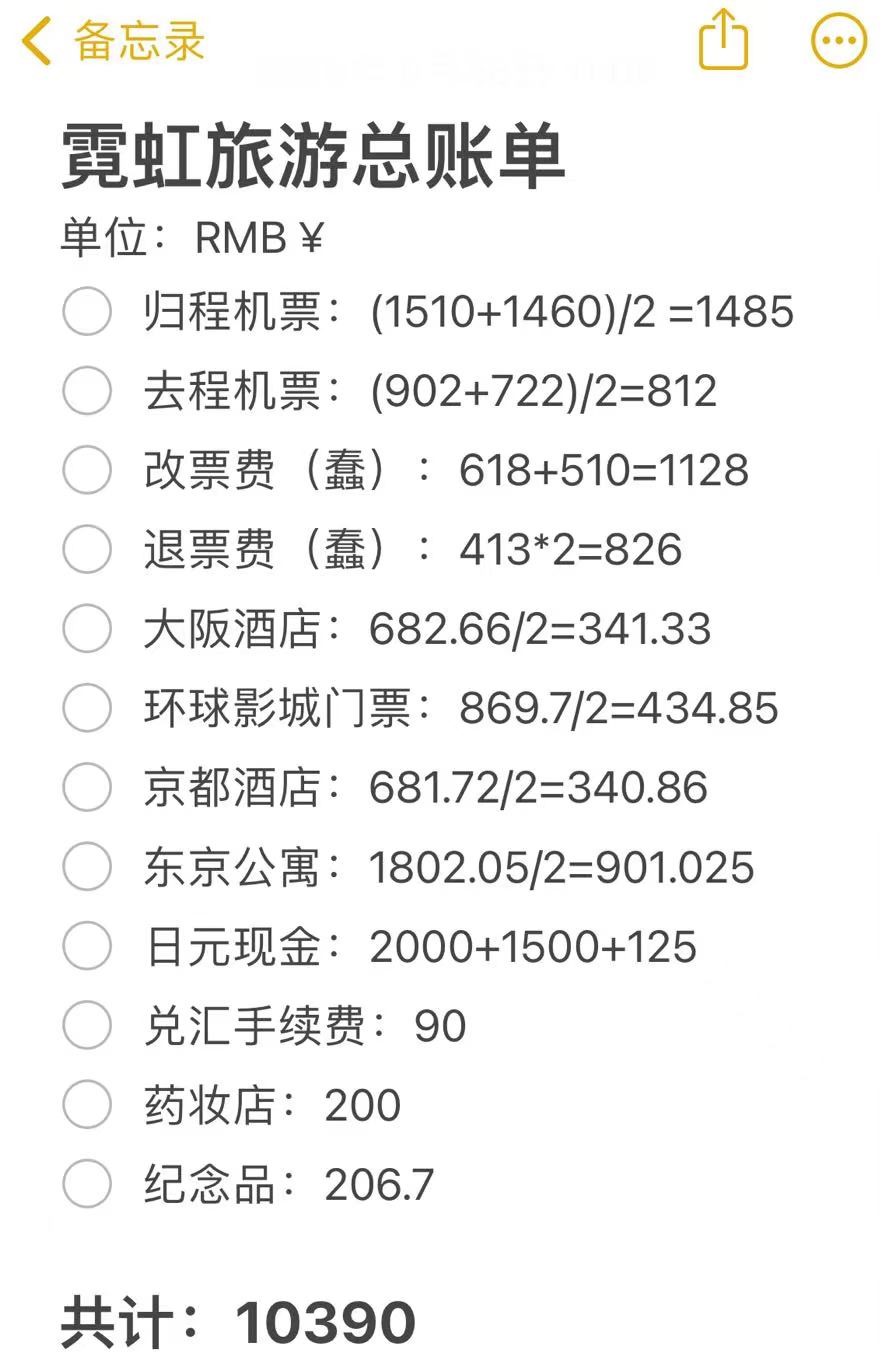 备忘录
霓虹旅游总账单
单位：RMB ¥
归程机票：(1510+1460)/2 =1485
去程机票：(902+722)/2=812
改票费（蠢）：618+510=1128
退票费（蠢）：413*2=826
大阪酒店：682.66/2=341.33
环球影城门票：869.7/2=434.85
京都酒店：681.72/2=340.86
东京公寓：1802.05/2=901.025
日元现金：2000+1500+125
兑汇手续费：90
药妆店：200
纪念品：206.7
共计：10390